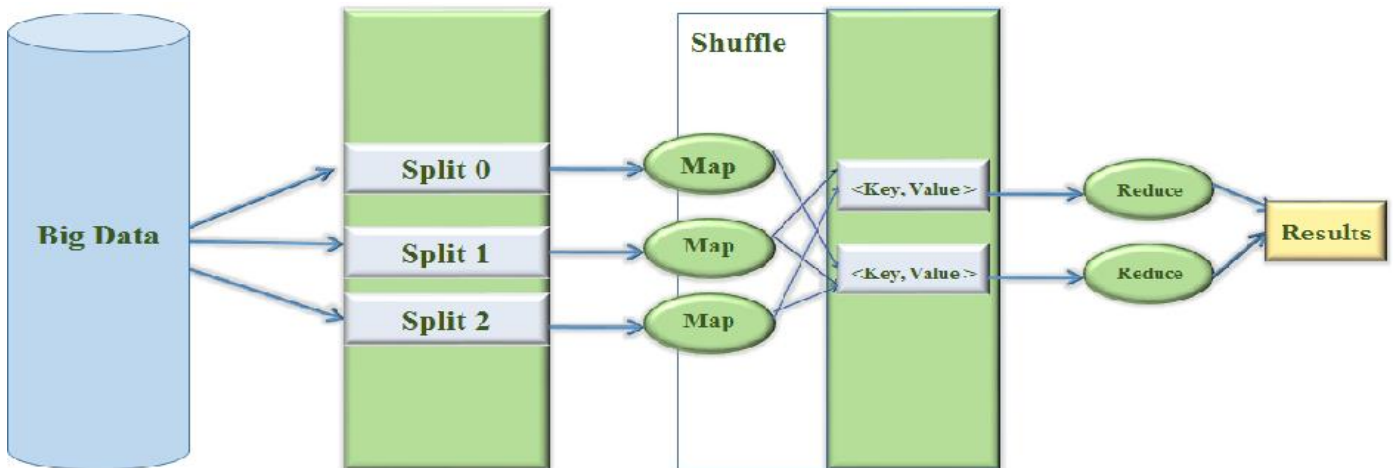 Big Data
Split 0
Split 1
Split 2
Shuffle
Map
Map
Map
<Key, Value >
<Key, Value >
Reduce
Reduce
Results